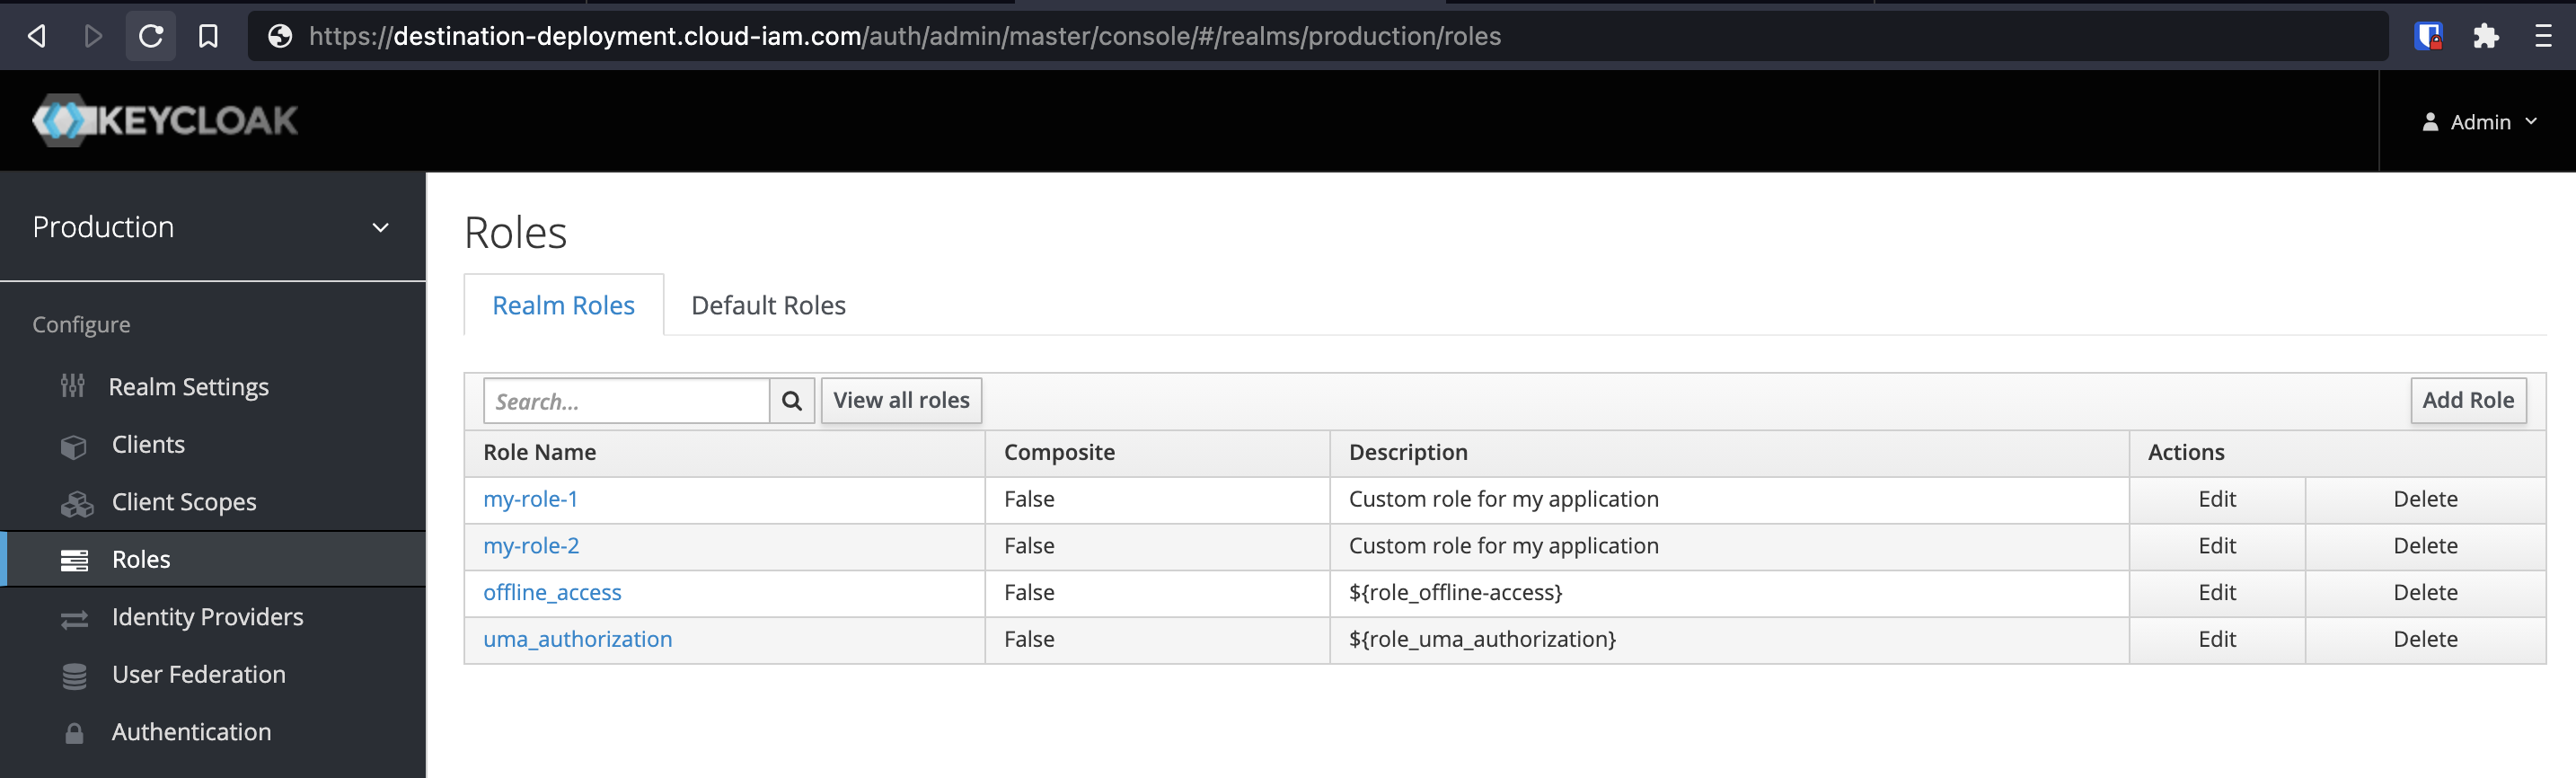 https://destination-deployment.cloud-iam.com/auth/admin/master/console/#/realms/production/roles
KEYCLOAK
Admin
Production
Configure
Realm Settings
Clients
Client Scopes
Roles
Identity Providers
User Federation
Authentication
Roles
Realm Roles Default Roles
Search... View all roles Add Role
Role Name Composite Description Actions
my-role-1 False Custom role for my application Edit Delete
my-role-2 False Custom role for my application Edit Delete
offline_access False ${role_offline-access} Edit Delete
uma_authorization False ${role_uma_authorization} Edit Delete